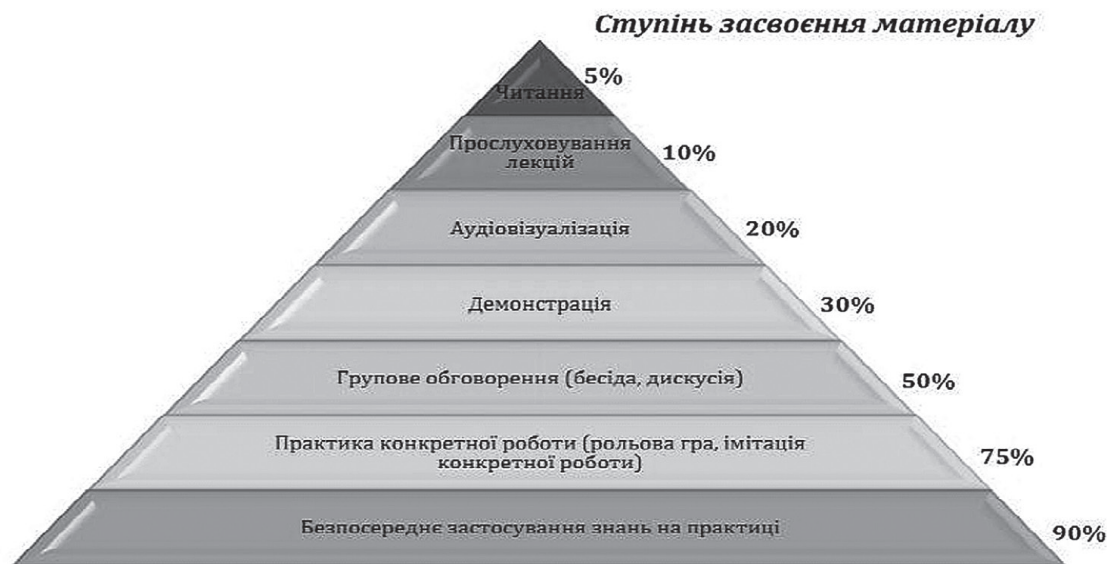 Ступінь засвоєння матеріалу
5%
Читання
Прослуховування
лекцій
10%
Аудіовізуалізація
20%
Демонстрація
30%
Групове обговорення (бесіда, дискусія)
50%
Практика конкретної роботи (рольова гра, імітація
конкретної роботи)
75%
Безпосереднє застосування знань на практиці
90%